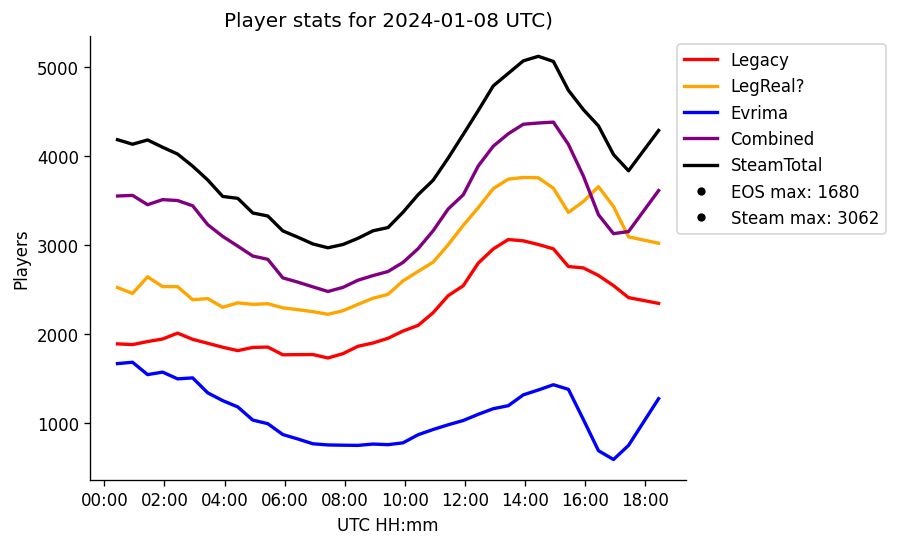 Player stats for 2024-01-08 UTC)
Legacy
LegReal?
Evrima
Combined
SteamTotal
EOS max: 1680
Steam max: 3062
Players
5000
4000
3000
2000
1000
00:00 02:00 04:00 06:00 08:00 10:00 12:00 14:00 16:00 18:00
UTC HH:mm